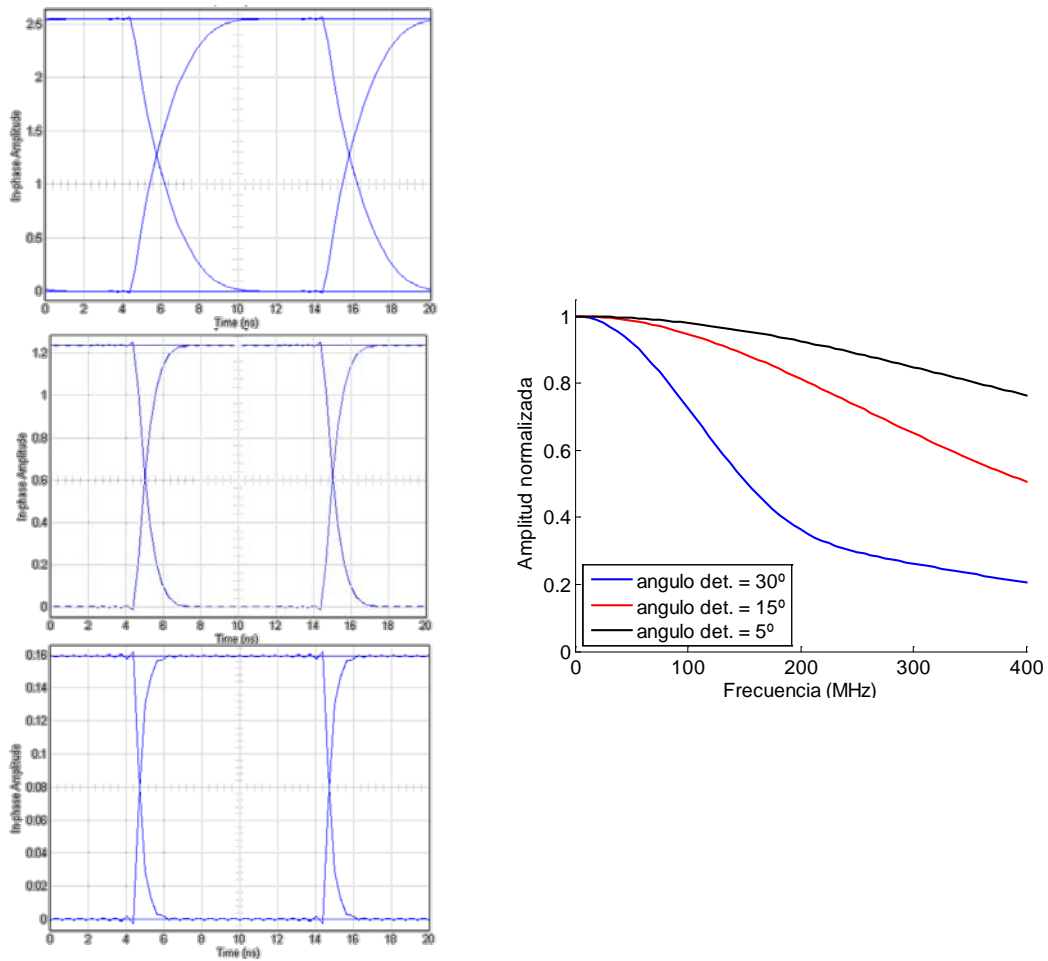 2.5
2
1.5
1
0.5
0
In-phase Amplitude
0 2 4 6 8 10 12 14 16 18 20
Time (ns)
1.2
1
0.8
0.6
0.4
0.2
0
In-phase Amplitude
0 2 4 6 8 10 12 14 16 18 20
Time (ns)
0.16
0.14
0.12
0.1
0.08
0.06
0.04
0.02
0
In-phase Amplitude
0 2 4 6 8 10 12 14 16 18 20
Time (ns)
1
0.8
0.6
0.4
0.2
0
Amplitud normalizada
angulo det. = 30º
angulo det. = 15º
angulo det. = 5º
0 100 200 300 400
Frecuencia (MHz)